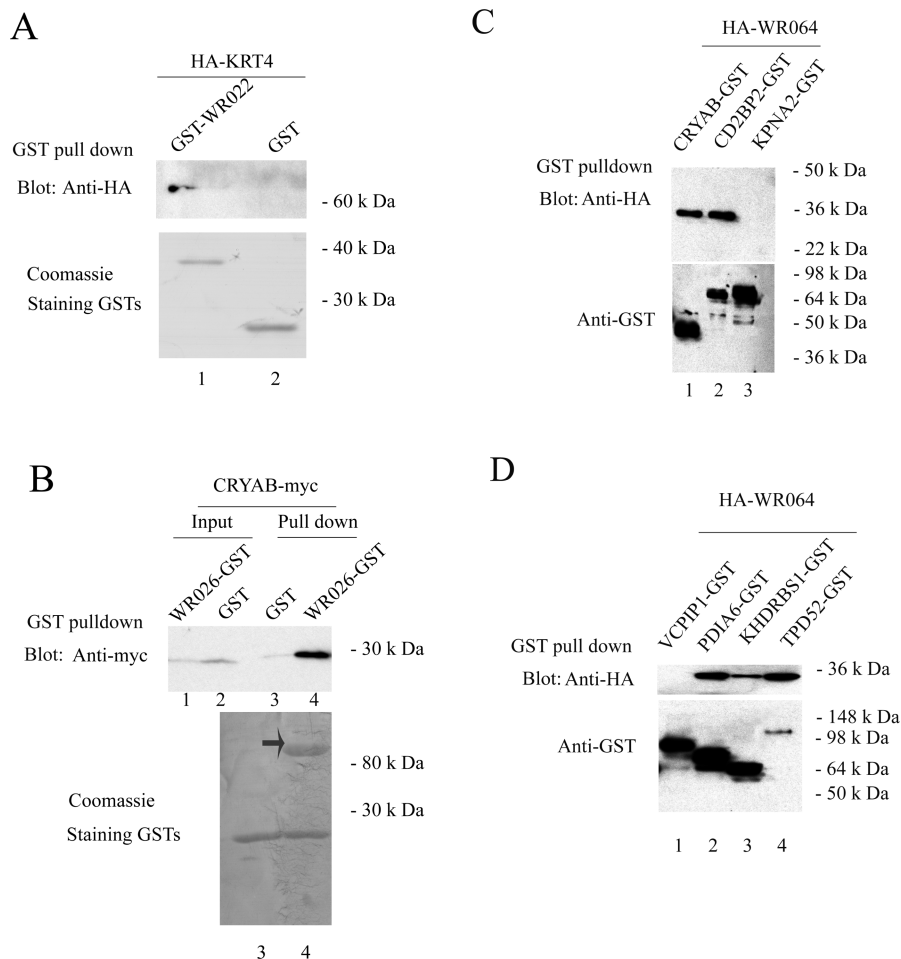 A
HA-KRT4
GST-WR022
GST
GST pull down
Blot: Anti-HA
- 60 k Da
- 40 k Da
Coomassie
Staining GSTs
- 30 k Da
1 2
C
HA-WR064
CRYAB-GST
CD2BP2-GST
KPNA2-GST
GST pulldown
Blot: Anti-HA
- 50 k Da
- 36 k Da
- 22 k Da
- 98 k Da
- 64 k Da
Anti-GST
- 50 k Da
- 36 k Da
1 2 3
B
CRYAB-myc
Input Pull down
WR026-GST
GST
GST
WR026-GST
GST pulldown
Blot: Anti-myc
- 30 k Da
1 2 3 4
- 80 k Da
Coomassie
- 30 k Da
Staining GSTs
3 4
D
HA-WR064
VCPIP1-GST
PDIA6-GST
KHDRBS1-GST
TPD52-GST
GST pull down
Blot: Anti-HA
- 36 k Da
- 148 k Da
- 98 k Da
Anti-GST
- 64 k Da
- 50 k Da
1 2 3 4